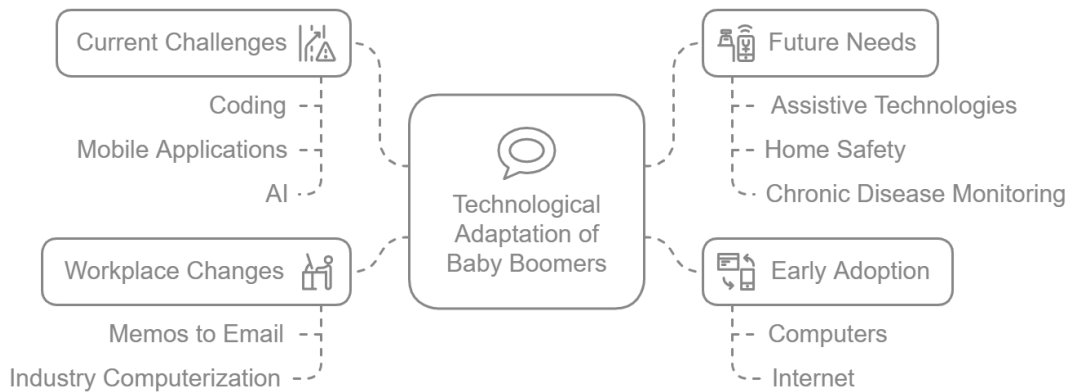 Current Challenges
Coding
Mobile Applications
AI
Workplace Changes
Memos to Email
Industry Computerization
Technological
Adaptation of
Baby Boomers
Future Needs
Assistive Technologies
Home Safety
Chronic Disease Monitoring
Early Adoption
Computers
Internet